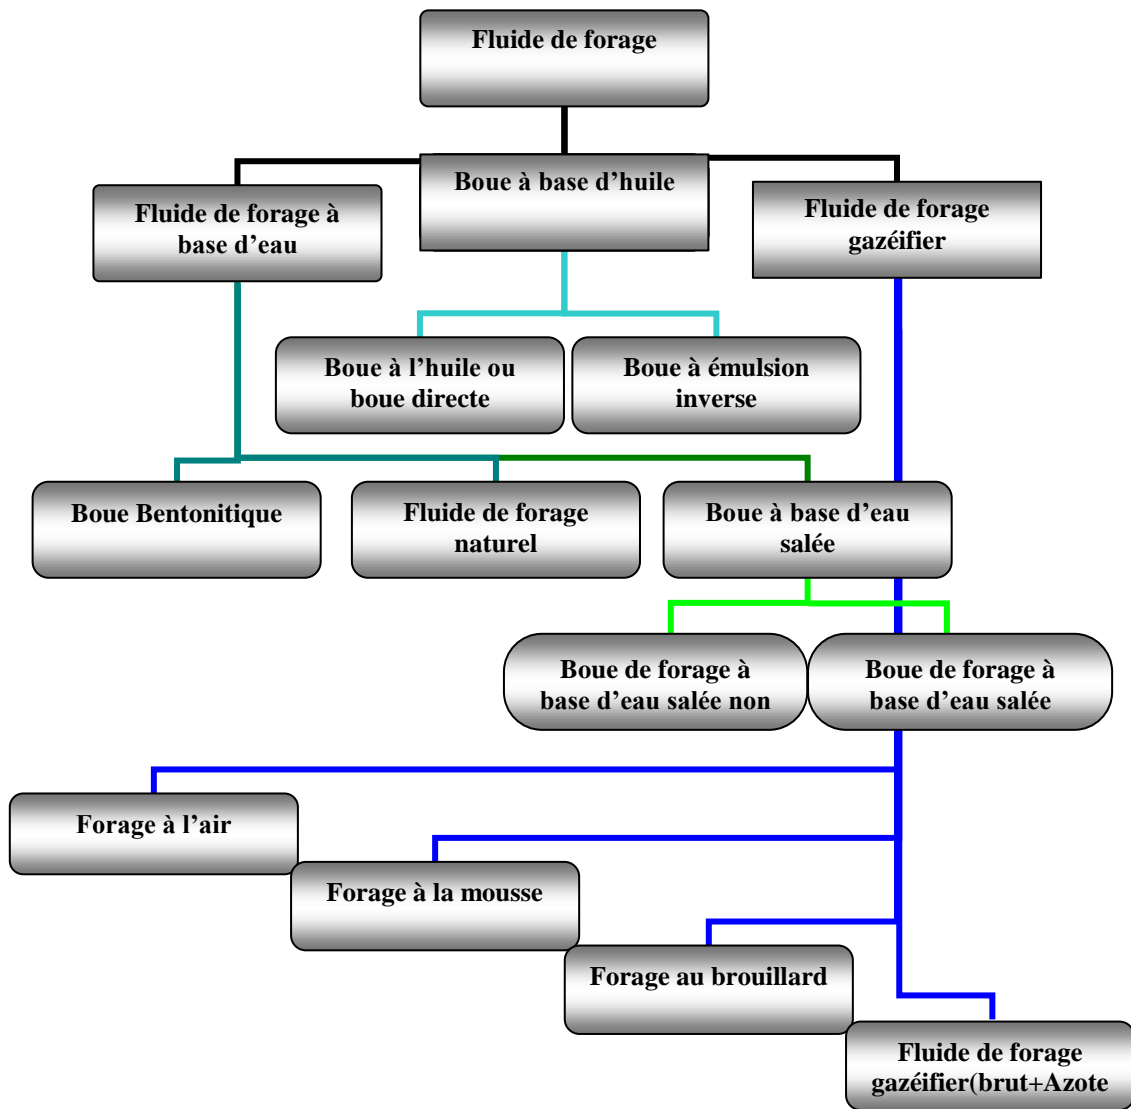 Fluide de forage
Boue à base d’huile
Fluide de forage à
base d’eau
Fluide de forage
gazéifier
Boue à l’huile ou
boue directe
Boue à émulsion
inverse
Boue Bentonitique
Fluide de forage
naturel
Boue à base d’eau
salée
Boue de forage à
base d’eau salée non
Boue de forage à
base d’eau salée
Forage à l’air
Forage à la mousse
Forage au brouillard
Fluide de forage
gazéifier(brut+Azote